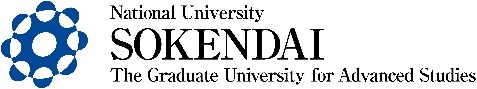 National University
SOKENDAI
The Graduate University for Advanced Studies